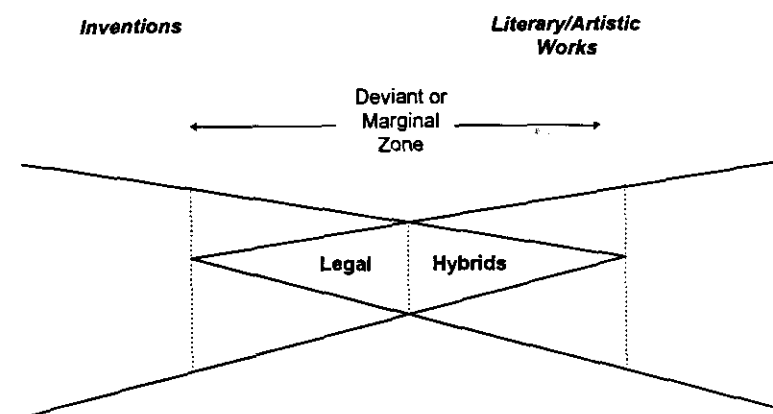 Inventions
Literary/Artistic
Works
Deviant or
Marginal
Zone
Legal
Hybrids